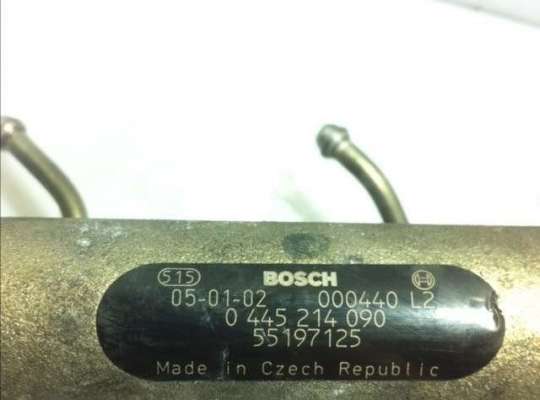 515 BOSCH
05-01-02 000440 L2
0 445 214 090
55197125
Made in Czech Republic